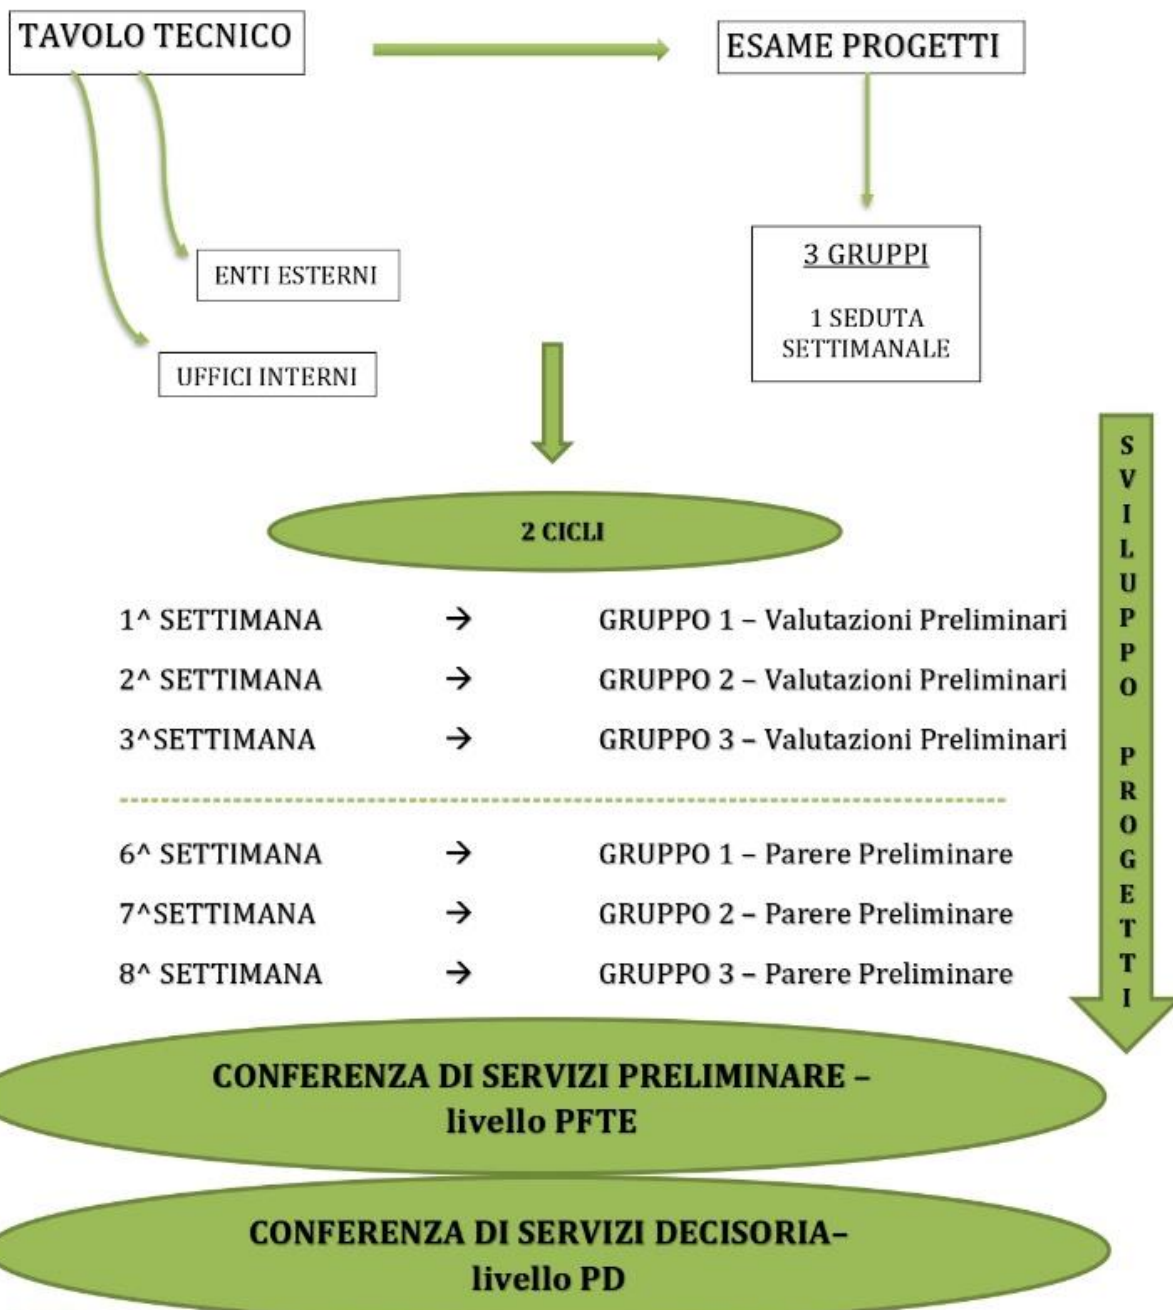 TAVOLO TECNICO
ESAME PROGETTI
ENTI ESTERNI
UFFICI INTERNI
3 GRUPPI
1 SEDUTA
SETTIMANALE
2 CICLI
1^ SETTIMANA → GRUPPO 1 – Valutazioni Preliminari
2^ SETTIMANA → GRUPPO 2 – Valutazioni Preliminari
3^SETTIMANA → GRUPPO 3 – Valutazioni Preliminari
6^ SETTIMANA → GRUPPO 1 – Parere Preliminare
7^SETTIMANA → GRUPPO 2 – Parere Preliminare
8^ SETTIMANA → GRUPPO 3 – Parere Preliminare
SVILUPPO PROGETTI
CONFERENZA DI SERVIZI PRELIMINARE –
livello PFTE
CONFERENZA DI SERVIZI DECISORIA–
livello PD